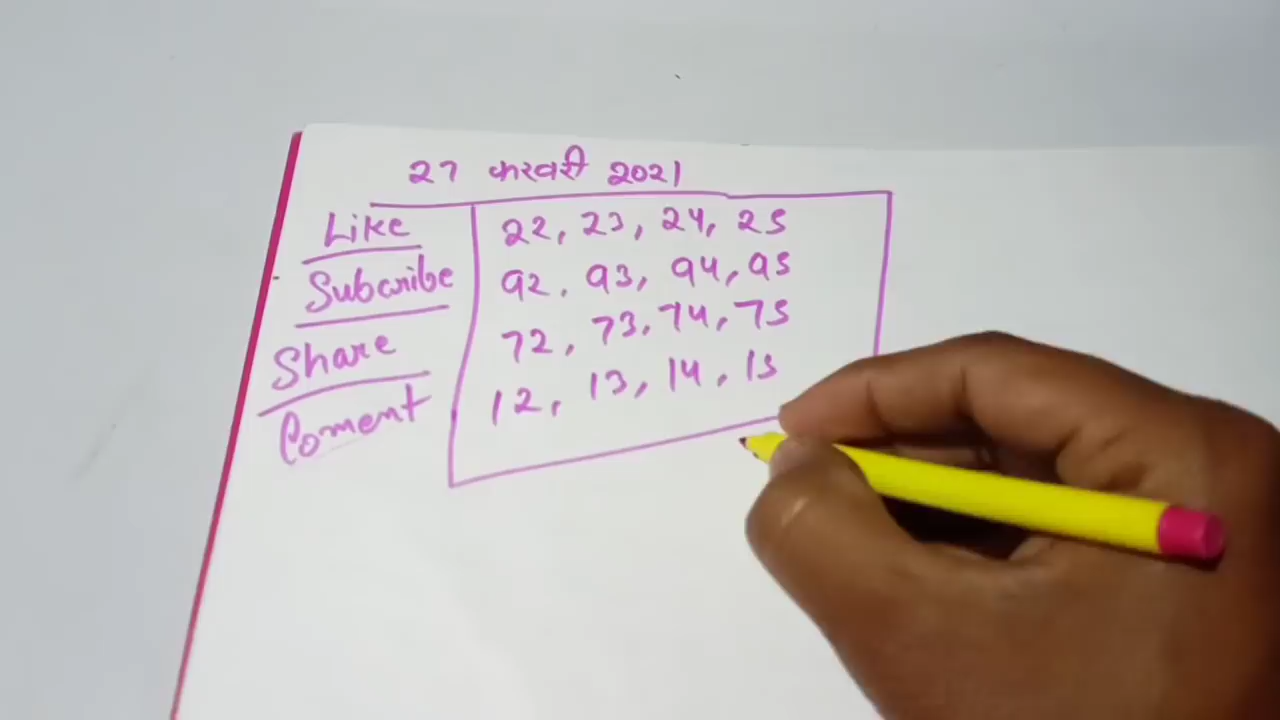 27 फरवरी 2021
Like
22, 23, 24, 25
Subcribe
92, 93, 94, 95
Share
72, 73, 74, 75
Coment
12, 13, 14, 15